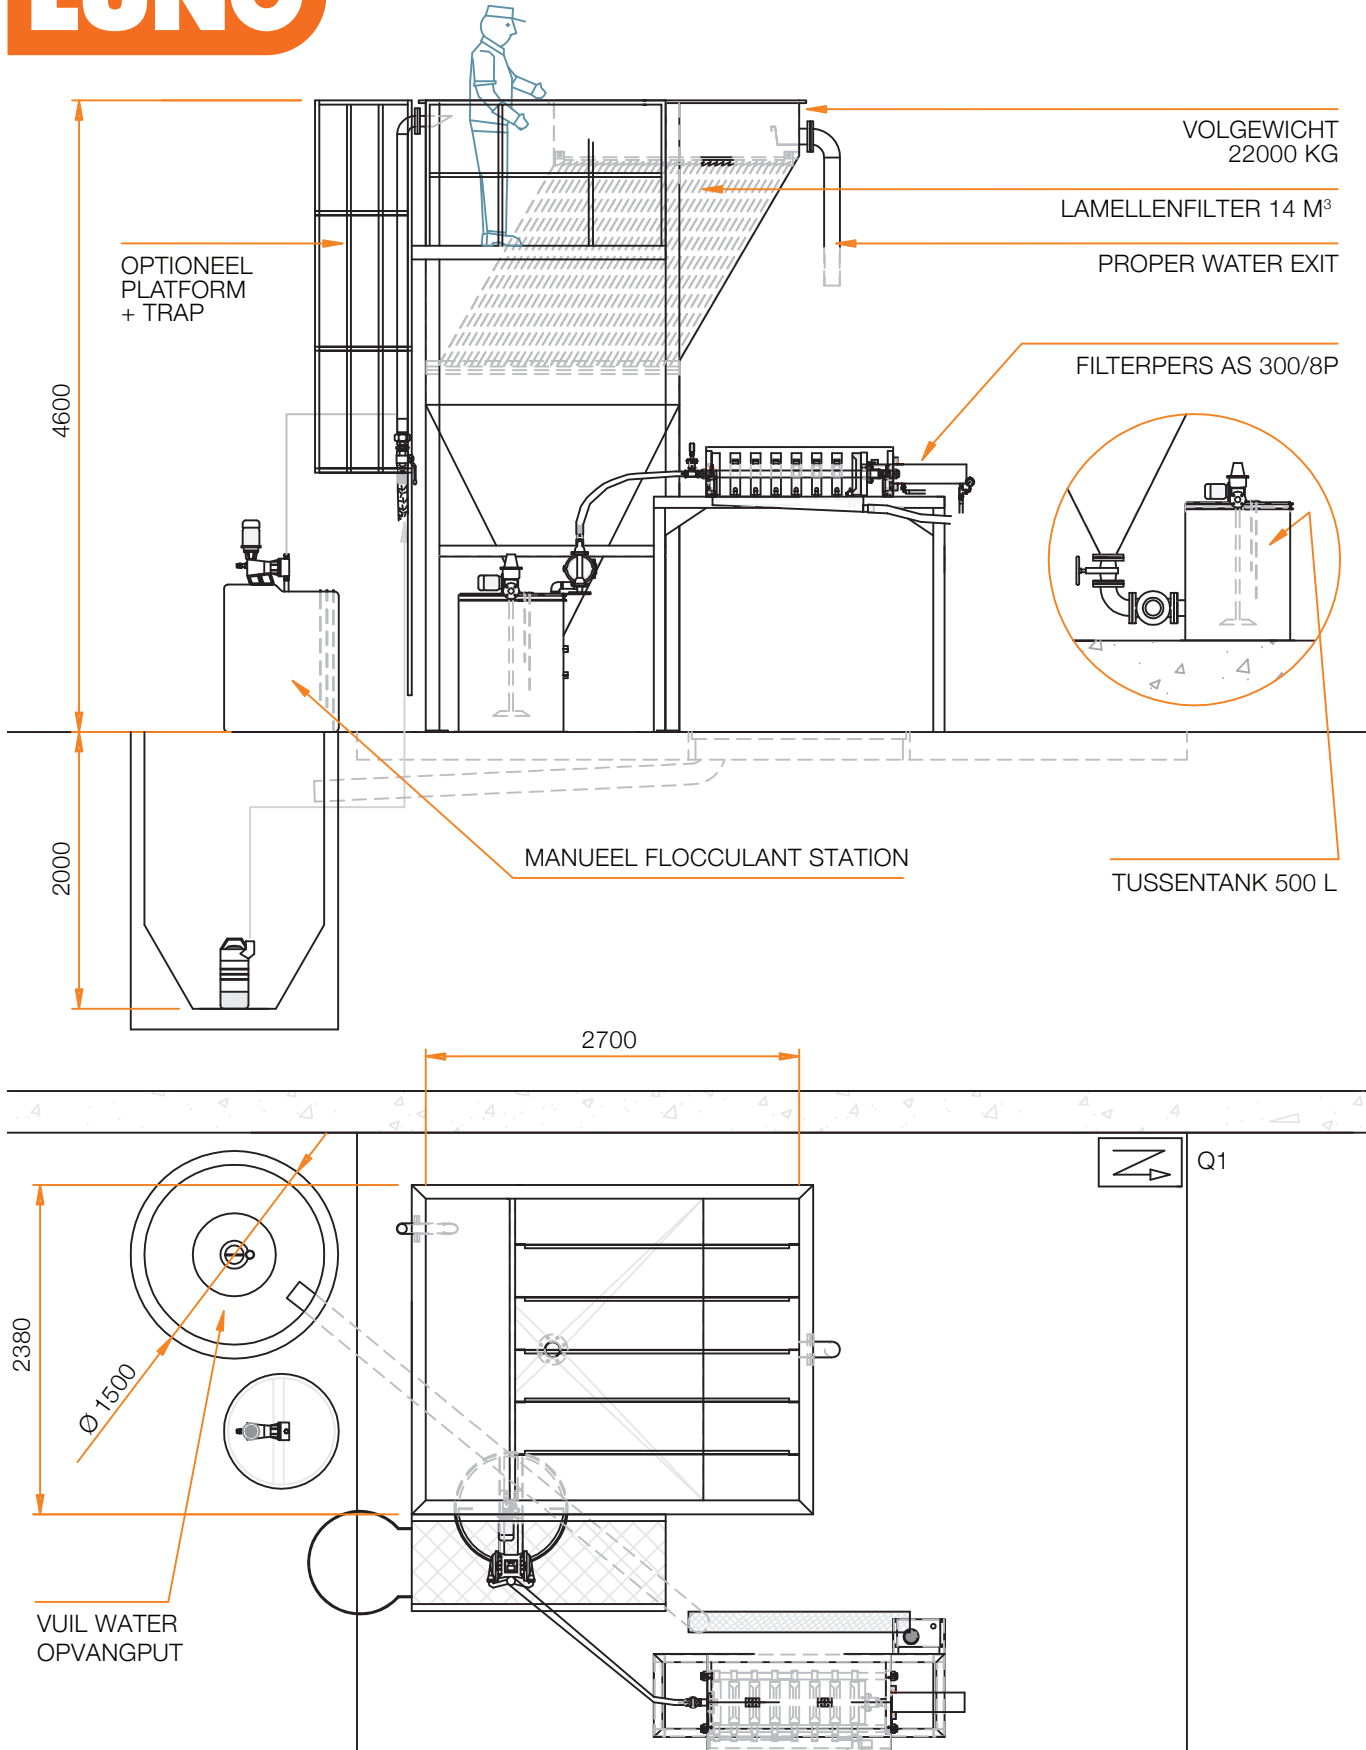 VOLGEWICHT
22000 KG
LAMELLENFILTER 14 M³
PROPER WATER EXIT
OPTIONEEL
PLATFORM
+ TRAP
FILTERPERS AS 300/8P
4600
2000
MANUEEL FLOCCULANT STATION
TUSSENTANK 500 L
2700
Q1
2380
Ø 1500
VUIL WATER
OPVANGPUT